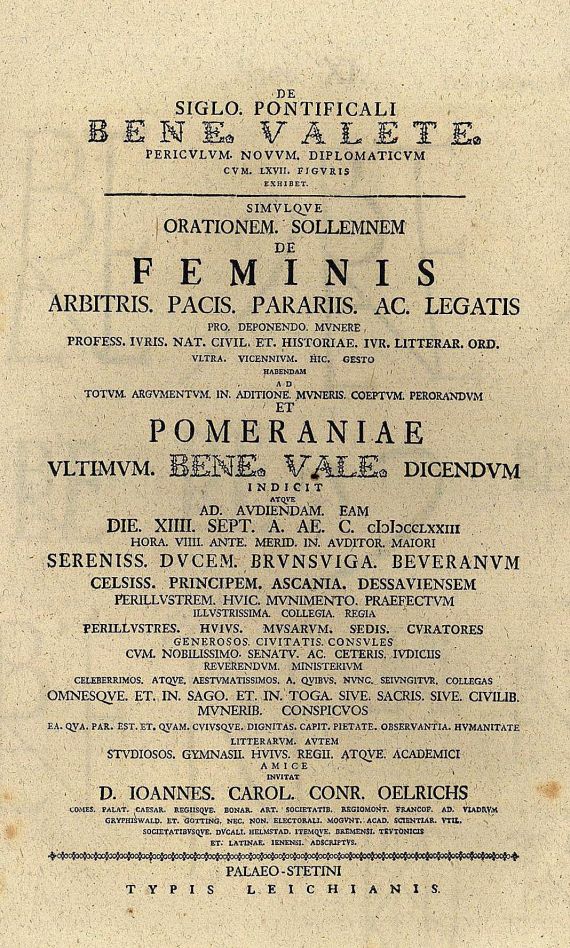 DE
SIGLO. PONTIFICALI
BENE. VALETE.
PERICVLVM. NOVVM. DIPLOMATICVM
CVM. LXVII. FIGVRIS
EXHIBET.
SIMVLQVE
ORATIONEM. SOLLEMNEM
DE
FEMINIS
ARBITRIS. PACIS. PARARIIS. AC. LEGATIS
PRO. DEPONENDO. MVNERE
PROFESS. IVRIS. NAT. CIVIL. ET. HISTORIAE. IVR. LITTERAR. ORD.
VLTRA. VICENNIVM. HIC. GESTO
HABENDAM
AD
TOTVM. ARGVMENTVM. IN. ADITIONE. MVNERIS. COEPTVM. PERORANDVM
ET
POMERANIAE
VLTIMVM. BENE. VALE. DICENDVM
INDICIT
ATQVE
AD. AVDIENDAM. EAM
DIE. XIIII. SEPT. A. AE. C. cIɔIɔccLXXIII
HORA. VIIII. ANTE. MERID. IN. AVDITOR. MAIORI
SERENISS. DVCEM. BRVNSVIGA. BEVERANVM
CELSISS. PRINCIPEM. ASCANIA. DESSAVIENSEM
PERILLVSTREM. HVIC. MVNIMENTO. PRAEFECTVM
ILLVSTRISSIMA. COLLEGIA. REGIA
PERILLVSTRES. HVIVS. MVSARVM. SEDIS. CVRATORES
GENEROSOS. CIVITATIS. CONSVLES
CVM. NOBILISSIMO. SENATV. AC. CETERIS. IVDICIIS
REVERENDVM. MINISTERIVM
CELEBERRIMOS. ATQVE. AESTVMATISSIMOS. A. QVIBVS. NVNC. SEIVNGITVR. COLLEGAS
OMNESQVE. ET. IN. SAGO. ET. IN. TOGA. SIVE. SACRIS. SIVE. CIVILIB.
MVNERIB. CONSPICVOS
EA. QVA. PAR. EST. ET. QVAM. CVIVSQVE. DIGNITAS. CAPIT. PIETATE. OBSERVANTIA. HVMANITATE
LITTERARVM. AVTEM
STVDIOSOS. GYMNASII. HVIVS. REGII. ATQVE. ACADEMICI
AMICE
INVITAT
D. IOANNES. CAROL. CONR. OELRICHS
COMES. PALAT. CAESAR. REGIISQVE. BONAR. ART. SOCIETATIB. REGIOMONT. FRANCOF. AD. VIADRVM
GRYPHISWALD. ET. GOTTING. NEC. NON. ELECTORALI. MOGVNT. ACAD. SCIENTIAR. VTIL.
SOCIETATIBVSQVE. DVCALI. HELMSTAD. ITEMQVE. BREMENSI. TEVTONICIS
ET. LATINAE. IENENSI. ADSCRIPTVS.
PALAEO-STETINI
TYPIS LEICHIANIS.